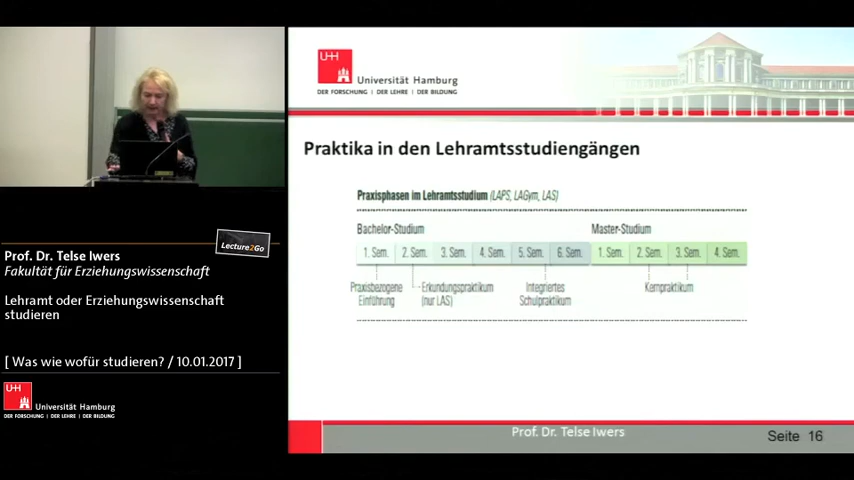 Prof. Dr. Telse Iwers
Fakultät für Erziehungswissenschaft
Lecture2Go
Lehramt oder Erziehungswissenschaft
studieren
[ Was wie wofür studieren? / 10.01.2017 ]
UH
Universität Hamburg
DER FORSCHUNG | DER LEHRE | DER BILDUNG
UH
Universität Hamburg
DER FORSCHUNG | DER LEHRE | DER BILDUNG
Praktika in den Lehramtsstudiengängen
Praxisphasen im Lehramtsstudium (LAPS, LAGym, LAS)
Bachelor-Studium Master-Studium
1. Sem. 2. Sem. 3. Sem. 4. Sem. 5. Sem. 6. Sem. 1. Sem. 2. Sem. 3. Sem. 4. Sem.
Praxisbezogene Erkundungspraktikum Integriertes Kernpraktikum
Einführung (nur LAS) Schulpraktikum
Prof. Dr. Telse Iwers
Seite 16